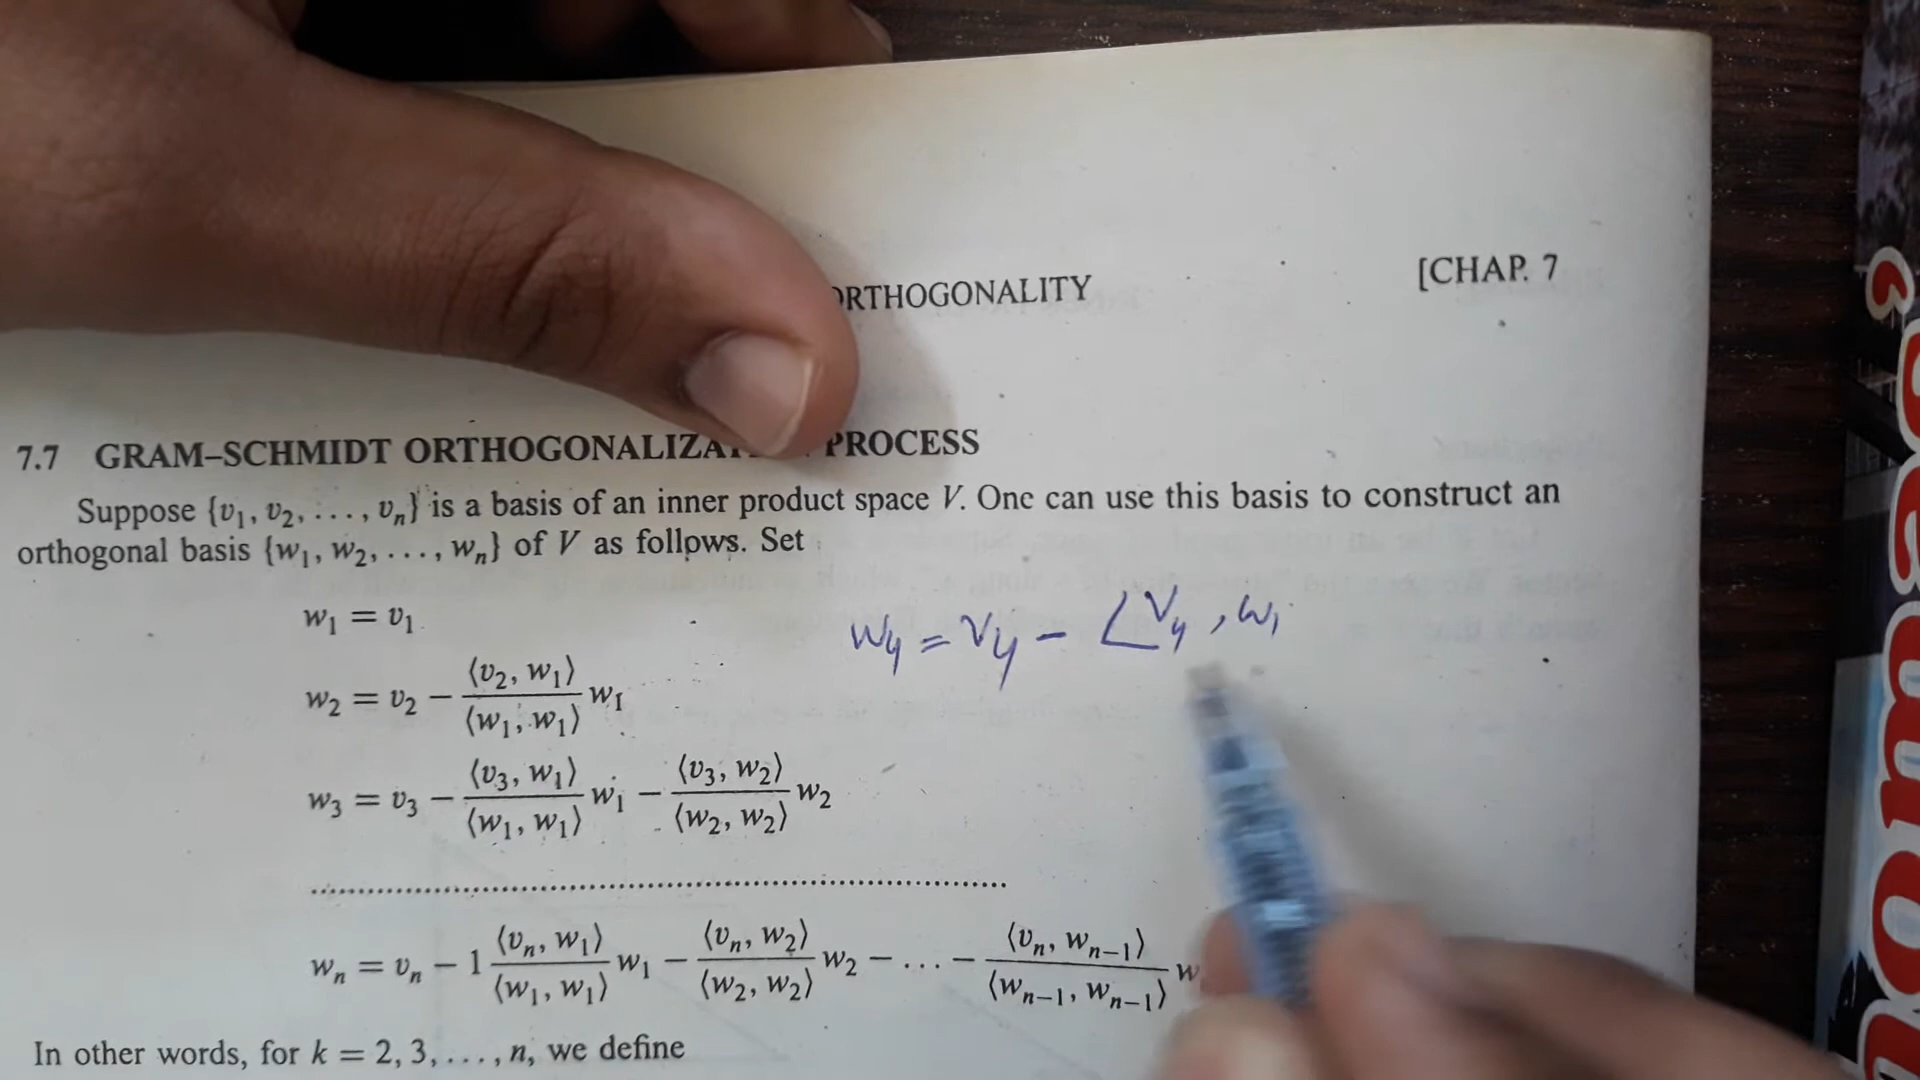 ORTHOGONALITY [CHAP. 7
7.7 GRAM–SCHMIDT PROCESS
Suppose {v₁, v₂, . . . , vₙ} is a basis of an inner product space V. One can use this basis to construct an
orthogonal basis {w₁, w₂, . . . , wₙ} of V as follows. Set
w₁ = v₁
w₄ = v₄ − ⟨v₄, w₁
w₂ = v₂ − ⟨v₂, w₁⟩/⟨w₁, w₁⟩ w₁
w₃ = v₃ − ⟨v₃, w₁⟩/⟨w₁, w₁⟩ w₁ − ⟨v₃, w₂⟩/⟨w₂, w₂⟩ w₂
wₙ = vₙ − 1 ⟨vₙ, w₁⟩/⟨w₁, w₁⟩ w₁ − ⟨vₙ, w₂⟩/⟨w₂, w₂⟩ w₂ − . . . − ⟨vₙ, wₙ₋₁⟩/⟨wₙ₋₁, wₙ₋₁⟩ w
In other words, for k = 2, 3, . . . , n, we define